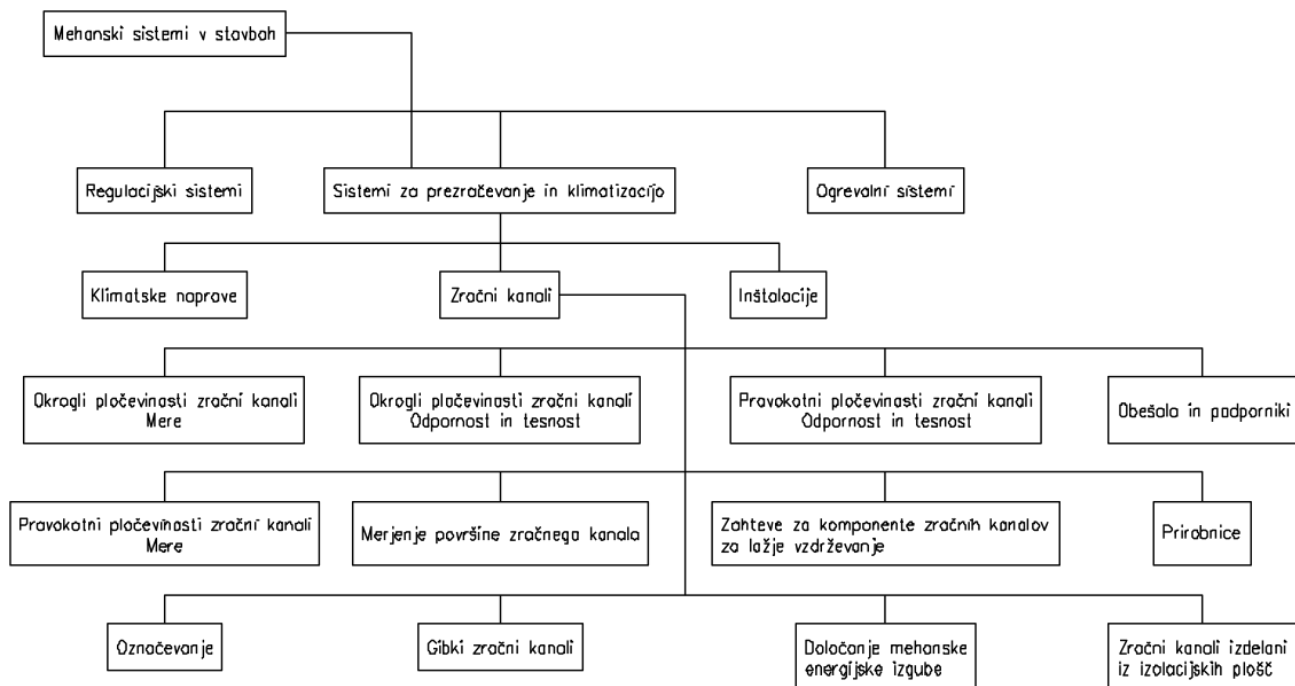 Mehanski sistemi v stavbah
Regulacijski sistemi
Sistemi za prezračevanje in klimatizacijo
Ogrevalni sistemi
Klimatske naprave
Zračni kanali
Inštalacije
Okrogli pločevinasti zračni kanali
Mere
Okrogli pločevinasti zračni kanali
Odpornost in tesnost
Pravokotni pločevinasti zračni kanali
Odpornost in tesnost
Obešala in podporniki
Pravokotni pločevinasti zračni kanali
Mere
Merjenje površine zračnega kanala
Zahteve za komponente zračnih kanalov
za lažje vzdrževanje
Prirobnice
Označevanje
Gibki zračni kanali
Določanje mehanske
energijske izgube
Zračni kanali izdelani
iz izolacijskih plošč